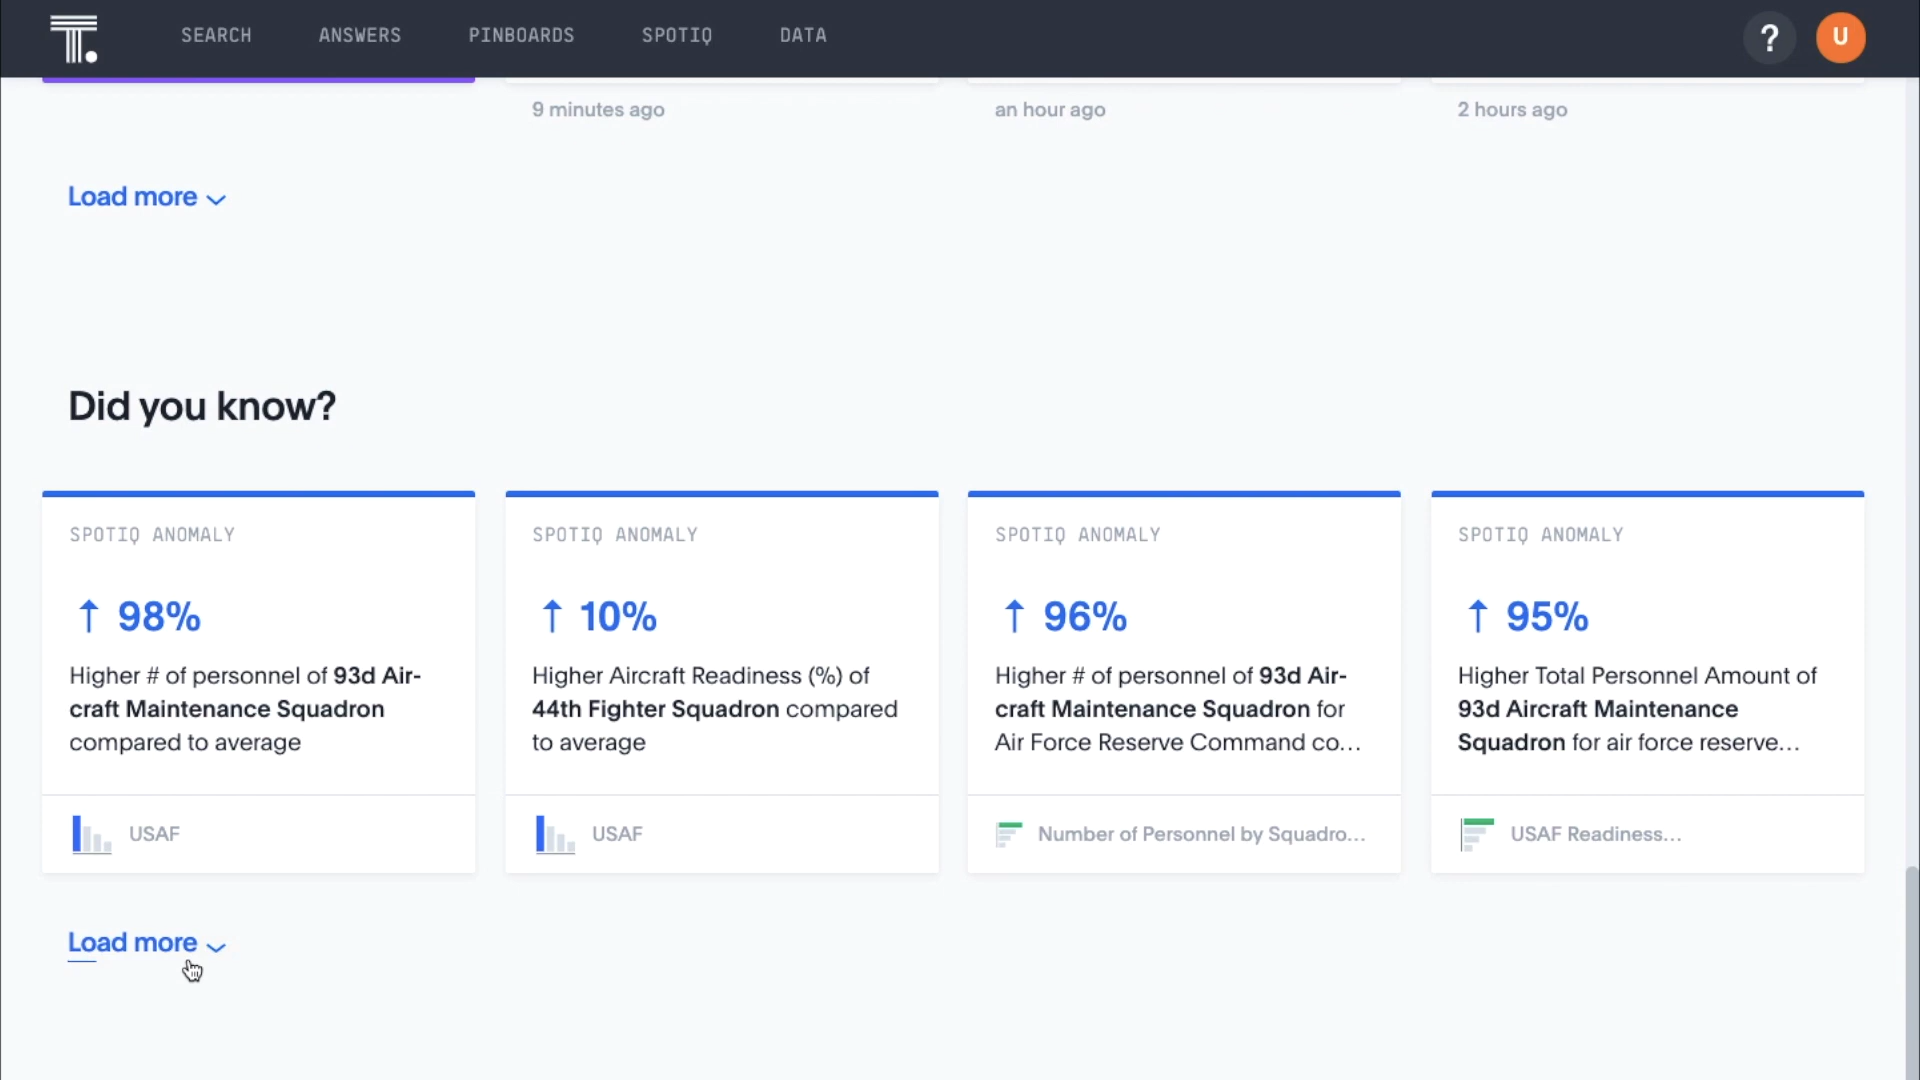 T.
SEARCH
ANSWERS
PINBOARDS
SPOTIQ
DATA
?
U
9 minutes ago
an hour ago
2 hours ago
Load more
Did you know?
SPOTIQ ANOMALY
↑ 98%
Higher # of personnel of 93d Air-
craft Maintenance Squadron
compared to average
USAF
SPOTIQ ANOMALY
↑ 10%
Higher Aircraft Readiness (%) of
44th Fighter Squadron compared
to average
USAF
SPOTIQ ANOMALY
↑ 96%
Higher # of personnel of 93d Air-
craft Maintenance Squadron for
Air Force Reserve Command co...
Number of Personnel by Squadro...
SPOTIQ ANOMALY
↑ 95%
Higher Total Personnel Amount of
93d Aircraft Maintenance
Squadron for air force reserve...
USAF Readiness...
Load more